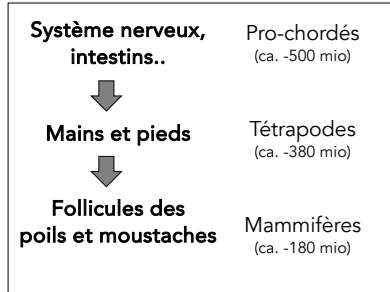 Système nerveux,
intestins..
Pro-chordés
(ca. -500 mio)
Mains et pieds
Tétrapodes
(ca. -380 mio)
Follicules des
poils et moustaches
Mammifères
(ca. -180 mio)